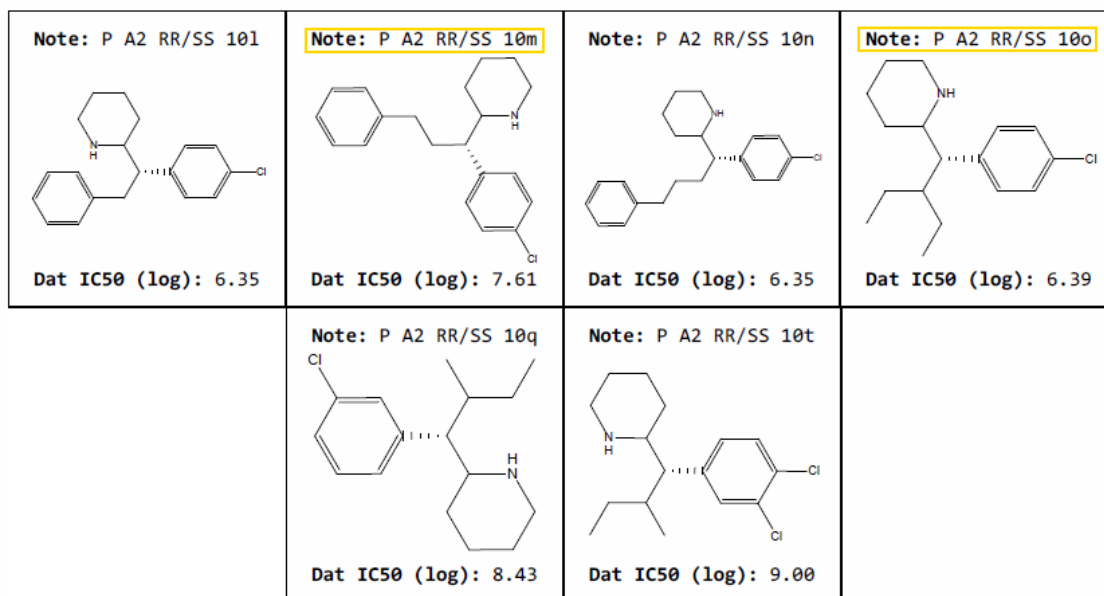 Note: P A2 RR/SS 10l
N
H
Cl
Dat IC50 (log): 6.35
Note: P A2 RR/SS 10m
N
H
Cl
Dat IC50 (log): 7.61
Note: P A2 RR/SS 10n
NH
Cl
Dat IC50 (log): 6.35
Note: P A2 RR/SS 10o
NH
Cl
Dat IC50 (log): 6.39
Note: P A2 RR/SS 10q
Cl
H
N
Dat IC50 (log): 8.43
Note: P A2 RR/SS 10t
N
H
Cl
Cl
Dat IC50 (log): 9.00